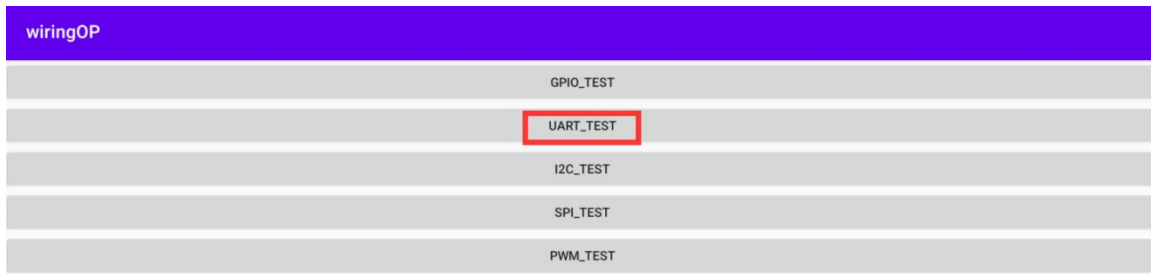 wiringOP
GPIO_TEST
UART_TEST
I2C_TEST
SPI_TEST
PWM_TEST